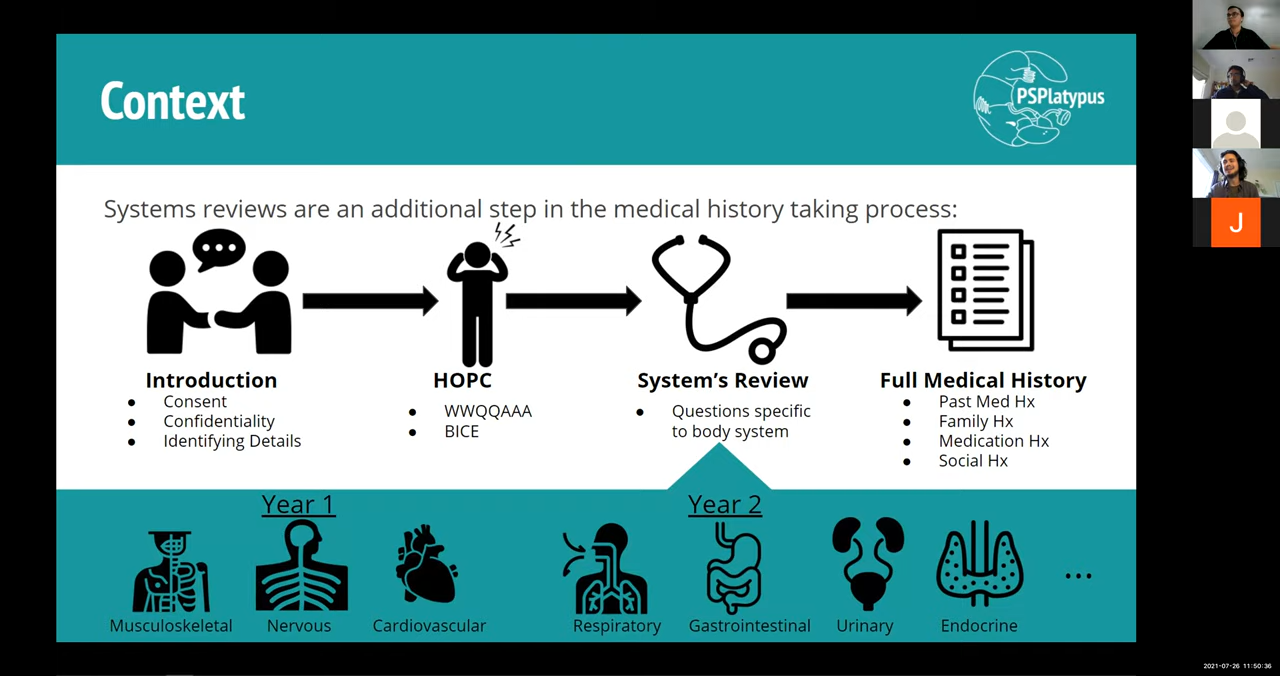 Context
PSPlatypus
Systems reviews are an additional step in the medical history taking process:
Introduction
Consent
Confidentiality
Identifying Details
HOPC
WWQQAAA
BICE
System's Review
Questions specific
to body system
Full Medical History
Past Med Hx
Family Hx
Medication Hx
Social Hx
Year 1
Year 2
Musculoskeletal
Nervous
Cardiovascular
Respiratory
Gastrointestinal
Urinary
Endocrine
...
J
2021-07-26 11:50:36